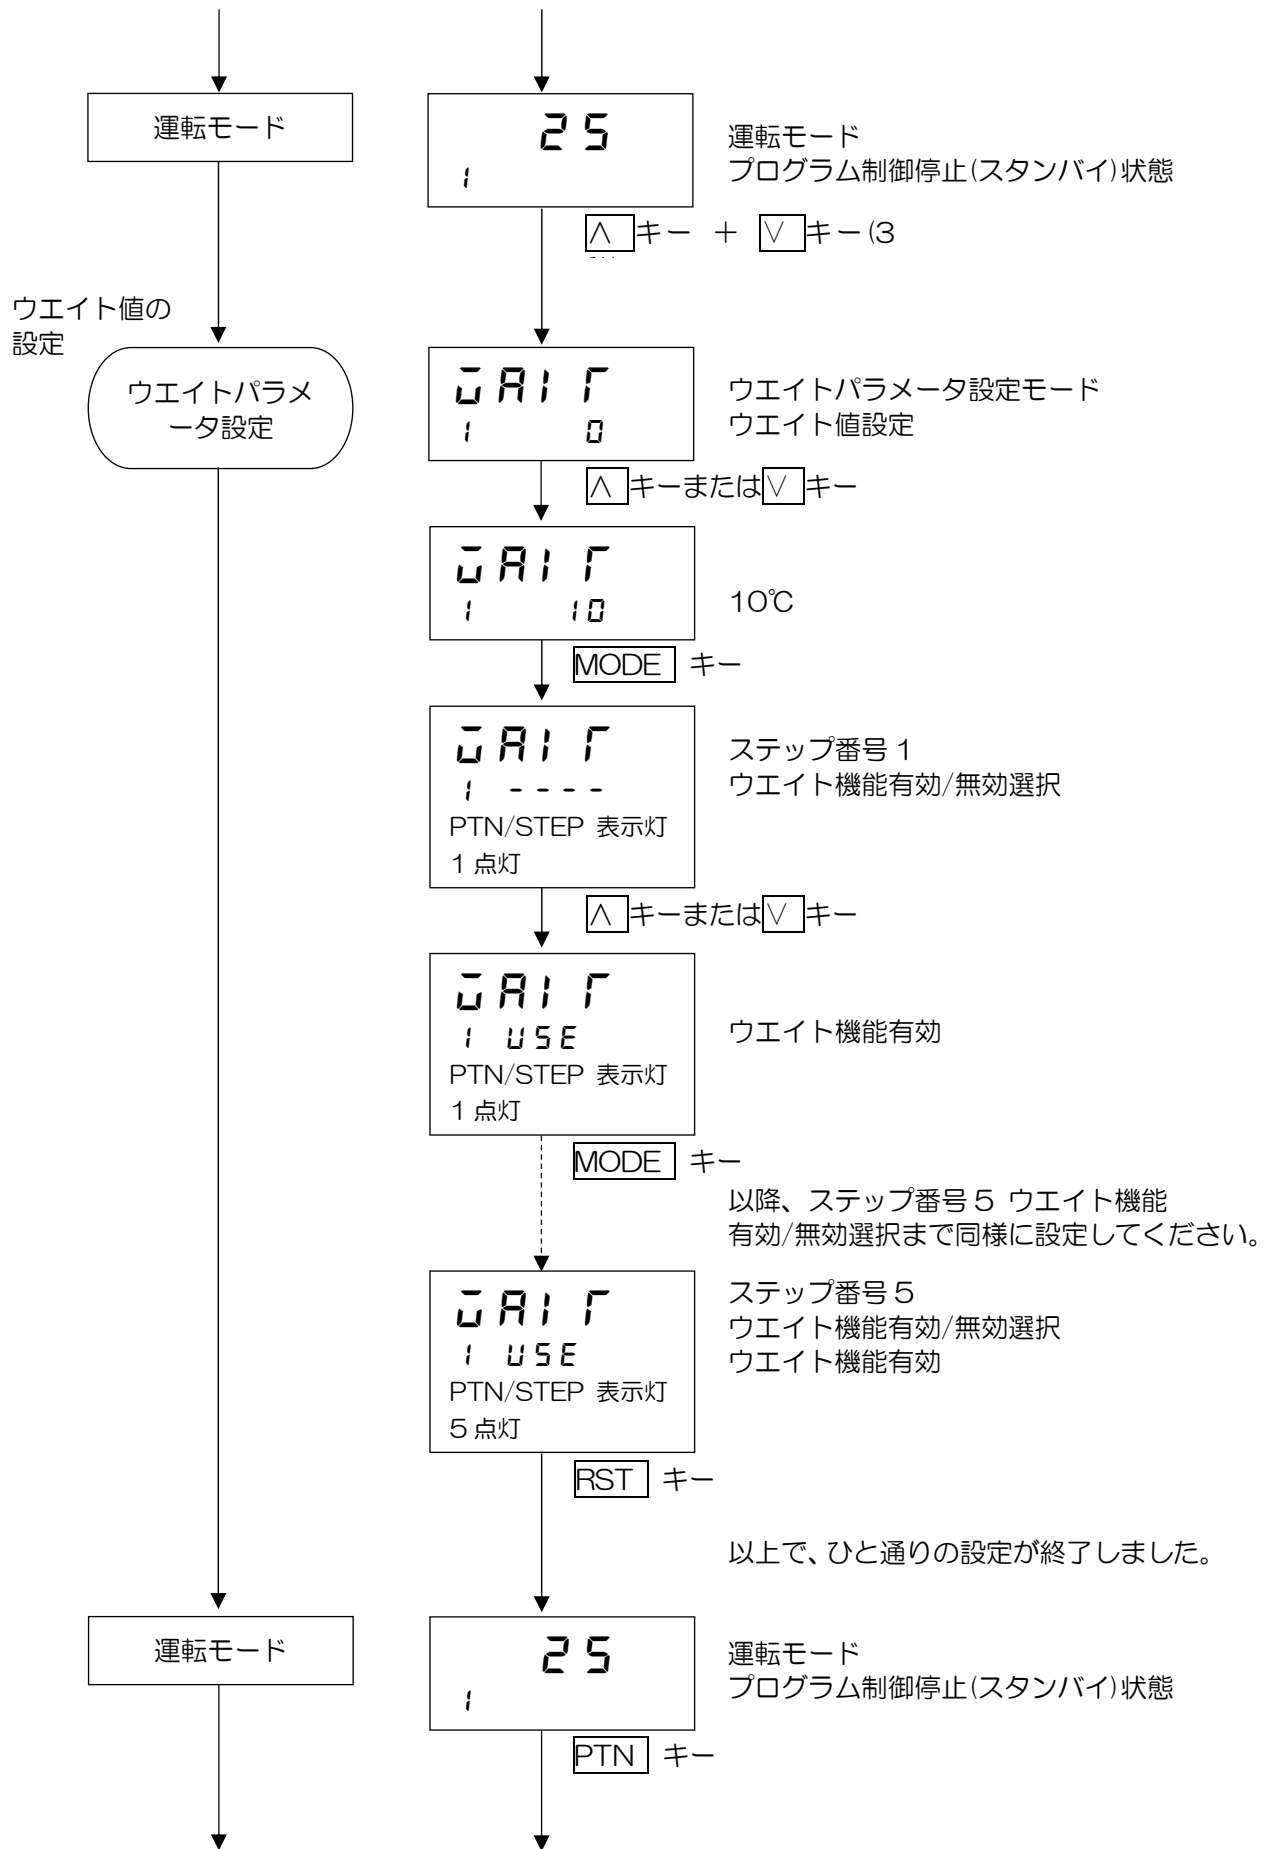 運転モード
25
1
運転モード
プログラム制御停止(スタンバイ)状態
∧ キー + ∨ キー(3
ウエイト値の
設定
ウエイトパラメ
ータ設定
WAIT
1 0
ウエイトパラメータ設定モード
ウエイト値設定
∧ キーまたは ∨ キー
WAIT
1 10
10℃
MODE キー
WAIT
1 ----
PTN/STEP 表示灯
1点灯
ステップ番号 1
ウエイト機能有効/無効選択
∧ キーまたは ∨ キー
WAIT
1 USE
PTN/STEP 表示灯
1点灯
ウエイト機能有効
MODE キー
以降、ステップ番号5 ウエイト機能
有効/無効選択まで同様に設定してください。
WAIT
1 USE
PTN/STEP 表示灯
5点灯
ステップ番号5
ウエイト機能有効/無効選択
ウエイト機能有効
RST キー
以上で、ひと通りの設定が終了しました。
運転モード
25
1
運転モード
プログラム制御停止(スタンバイ)状態
PTN キー